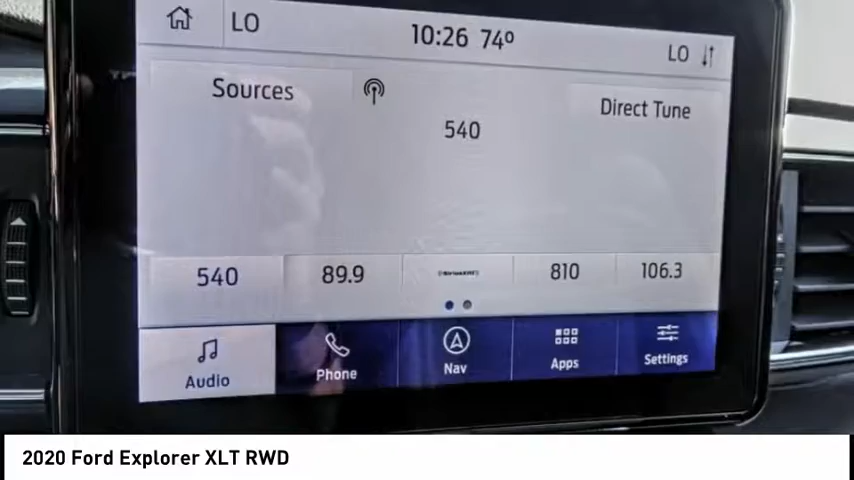 LO 10:26 74° LO
Sources Direct Tune
540
540 89.9 SIRIUSXM 810 106.3
Audio Phone Nav Apps Settings
2020 Ford Explorer XLT RWD